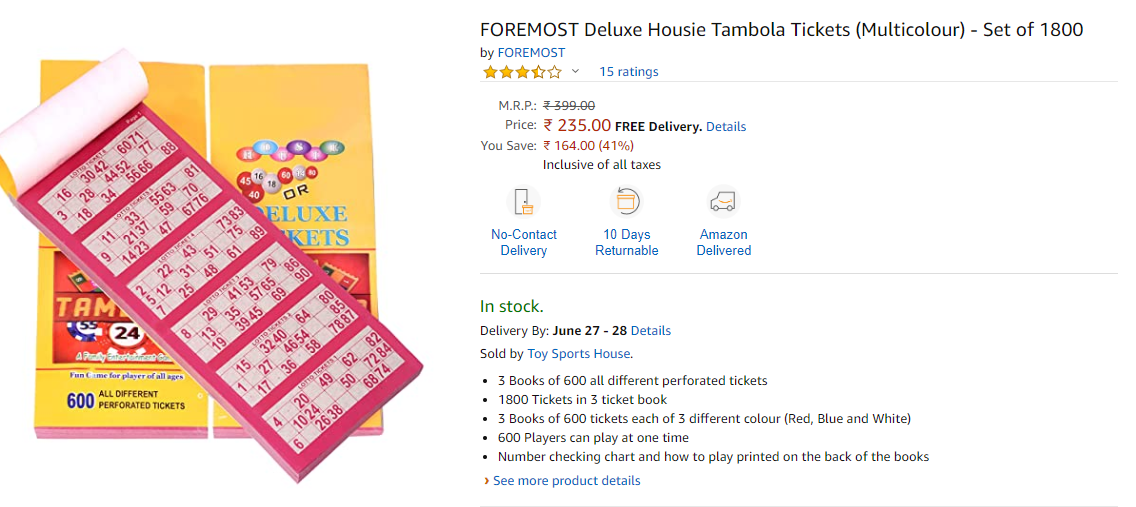 FOREMOST Deluxe Housie Tambola Tickets (Multicolour) - Set of 1800
by FOREMOST
15 ratings
M.R.P.: ₹ 399.00
Price: ₹ 235.00 FREE Delivery. Details
You Save: ₹ 164.00 (41%)
Inclusive of all taxes
No-Contact Delivery
10 Days Returnable
Amazon Delivered
In stock.
Delivery By: June 27 - 28 Details
Sold by Toy Sports House.
3 Books of 600 all different perforated tickets
1800 Tickets in 3 ticket book
3 Books of 600 tickets each of 3 different colour (Red, Blue and White)
600 Players can play at one time
Number checking chart and how to play printed on the back of the books
› See more product details
OR
DELUXE
TAM
24
A Family Entertainment
Fun Game for player of all ages
600 ALL DIFFERENT
PERFORATED TICKETS